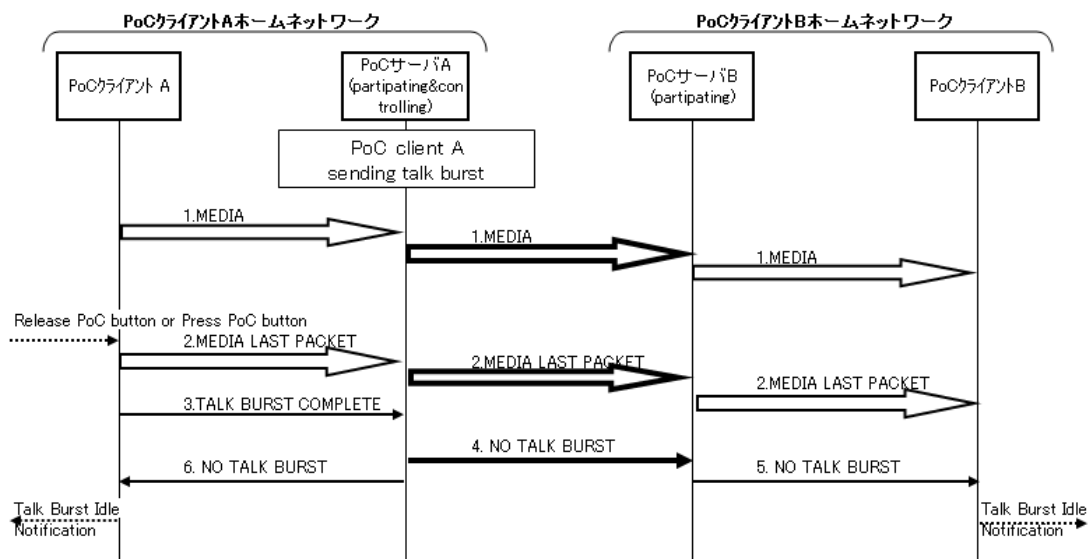 PoCクライアントAホームネットワーク
PoCクライアントBホームネットワーク
PoCクライアント A
PoCサーバA
(partipating&con
trolling)
PoCサーバB
(partipating)
PoCクライアントB
PoC client A
sending talk burst
1.MEDIA
1.MEDIA
1.MEDIA
Release PoC button or Press PoC button
2.MEDIA LAST PACKET
2.MEDIA LAST PACKET
2.MEDIA LAST PACKET
3.TALK BURST COMPLETE
4. NO TALK BURST
6. NO TALK BURST
5. NO TALK BURST
Talk Burst Idle
Notification
Talk Burst Idle
Notification